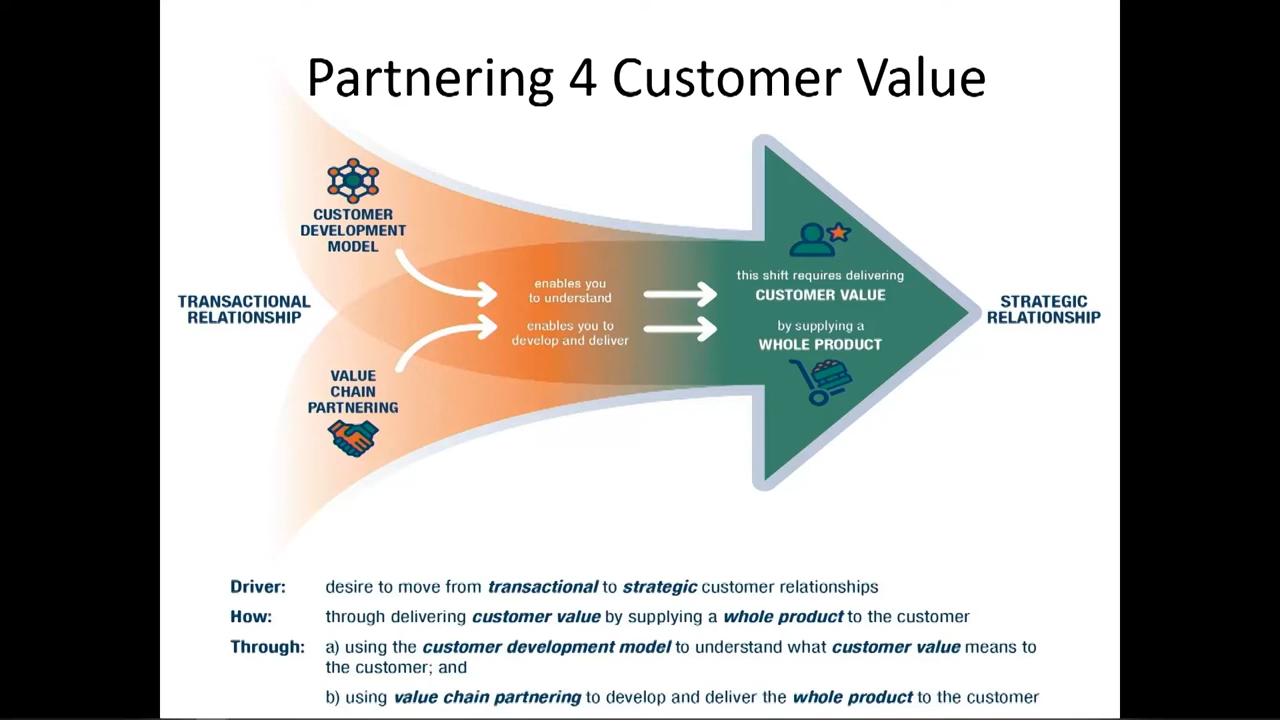 Partnering 4 Customer Value
CUSTOMER
DEVELOPMENT
MODEL
TRANSACTIONAL
RELATIONSHIP
VALUE
CHAIN
PARTNERING
enables you
to understand
enables you to
develop and deliver
this shift requires delivering
CUSTOMER VALUE
by supplying a
WHOLE PRODUCT
STRATEGIC
RELATIONSHIP
Driver: desire to move from transactional to strategic customer relationships
How: through delivering customer value by supplying a whole product to the customer
Through: a) using the customer development model to understand what customer value means to
the customer; and
b) using value chain partnering to develop and deliver the whole product to the customer